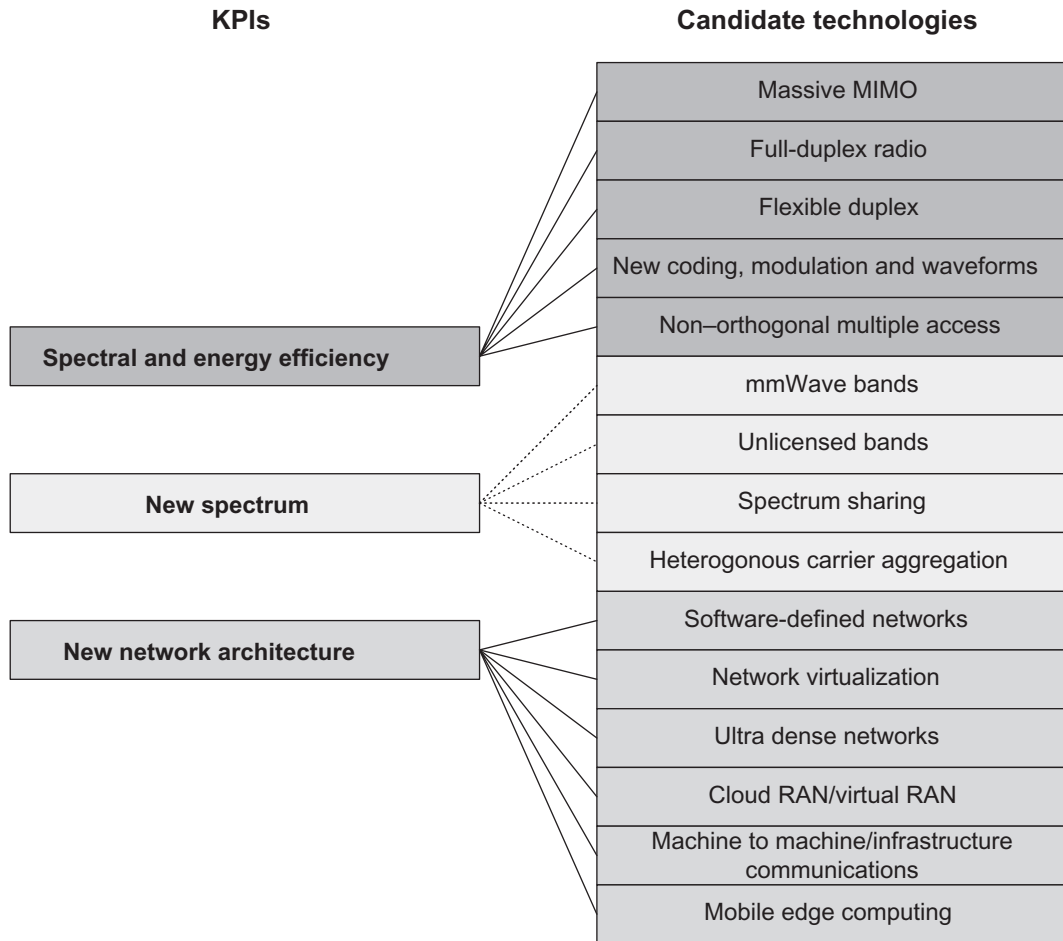 KPIs
Candidate technologies
Massive MIMO
Full-duplex radio
Flexible duplex
New coding, modulation and waveforms
Non–orthogonal multiple access
Spectral and energy efficiency
mmWave bands
Unlicensed bands
New spectrum
Spectrum sharing
Heterogonous carrier aggregation
New network architecture
Software-defined networks
Network virtualization
Ultra dense networks
Cloud RAN/virtual RAN
Machine to machine/infrastructure
communications
Mobile edge computing